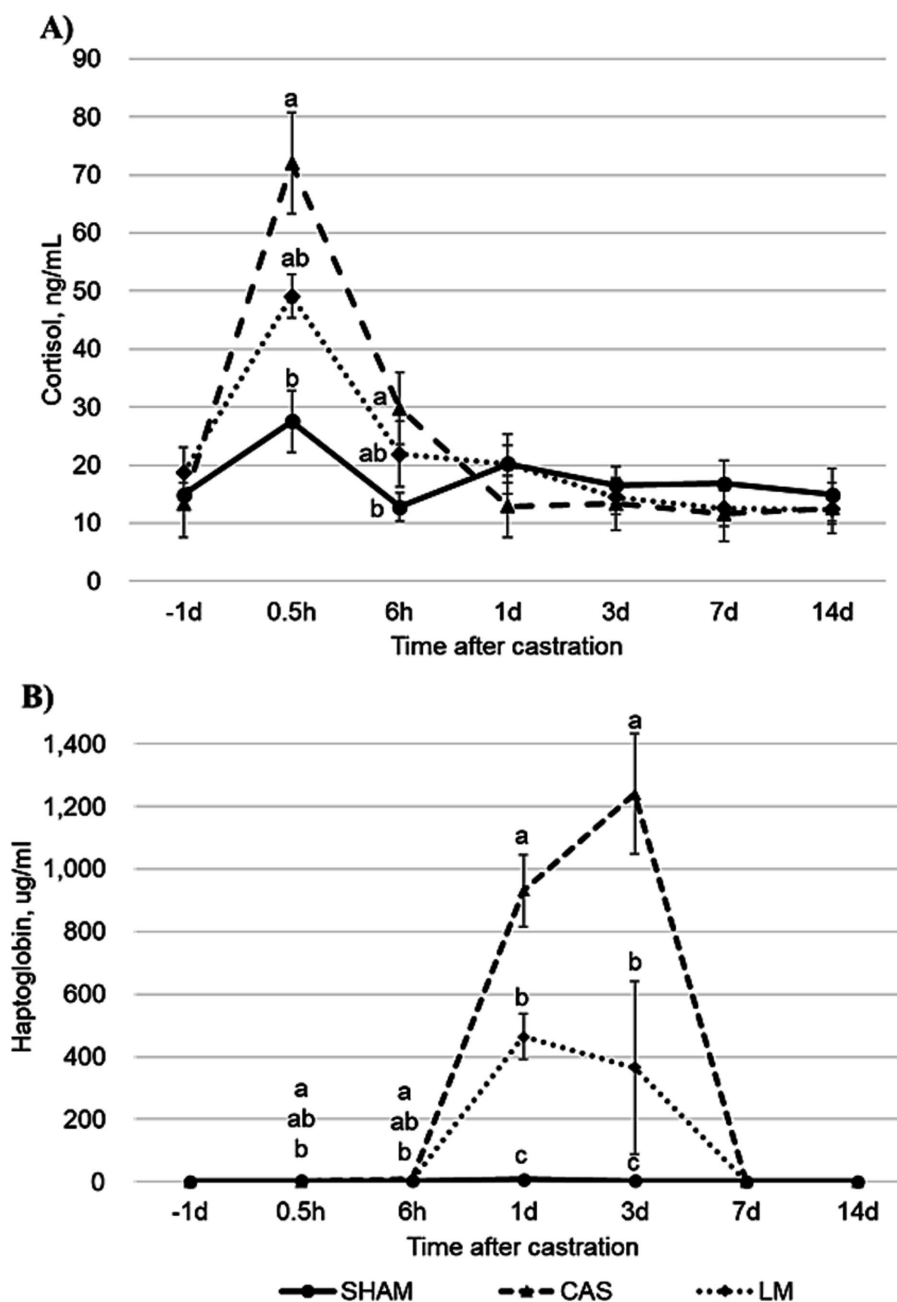 A)
90
80
70
60
50
40
30
20
10
0
Cortisol, ng/mL
a
ab
b
a
ab
b
-1d 0.5h 6h 1d 3d 7d 14d
Time after castration
B)
1,400
1,200
1,000
800
600
400
200
0
Haptoglobin, ug/ml
a
ab
b
a
ab
b
a
b
c
a
b
c
-1d 0.5h 6h 1d 3d 7d 14d
Time after castration
SHAM CAS LM